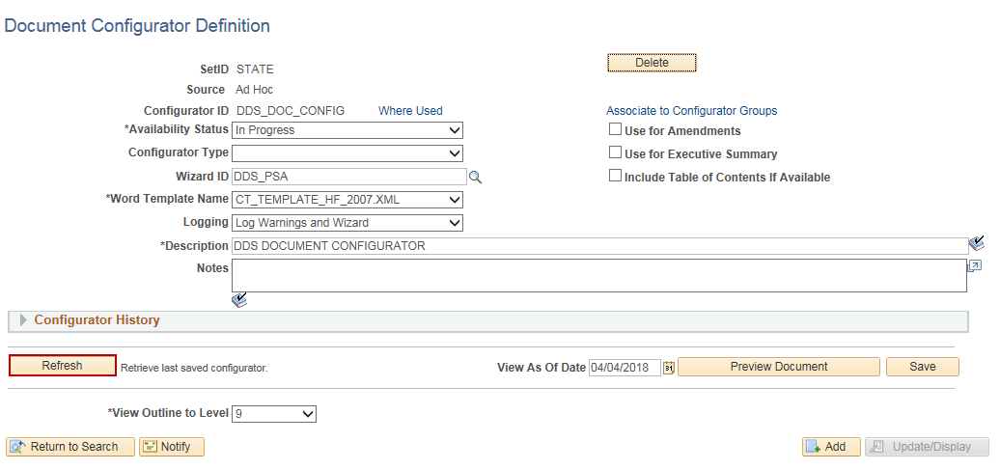 Document Configurator Definition
SetID STATE Delete
Source Ad Hoc
Configurator ID DDS_DOC_CONFIG Where Used Associate to Configurator Groups
*Availability Status In Progress Use for Amendments
Configurator Type Use for Executive Summary
Wizard ID DDS_PSA Include Table of Contents If Available
*Word Template Name CT_TEMPLATE_HF_2007.XML
Logging Log Warnings and Wizard
*Description DDS DOCUMENT CONFIGURATOR
Notes
Configurator History
Refresh Retrieve last saved configurator. View As Of Date 04/04/2018 31 Preview Document Save
*View Outline to Level 9
Return to Search Notify Add Update/Display